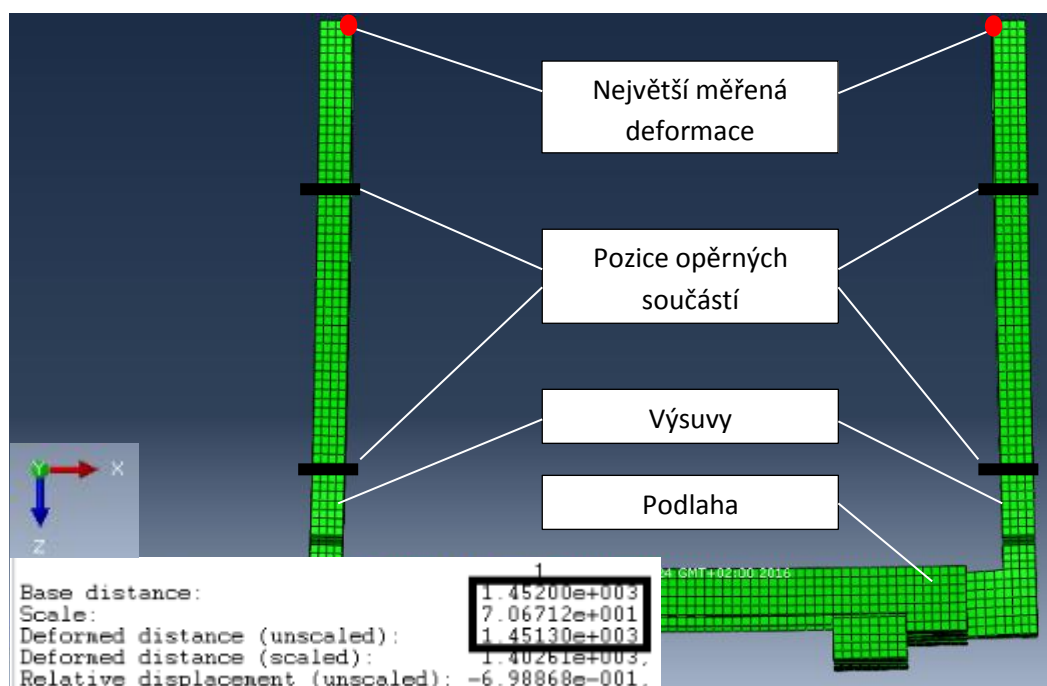 Největší měřená
deformace
Pozice opěrných
součástí
Výsuvy
Y X
Z
Podlaha
24 GMT+02:00 2016
1
Base distance: 1.45200e+003
Scale: 7.06712e+001
Deformed distance (unscaled): 1.45130e+003
Deformed distance (scaled): 1.40261e+003,
Relative displacement (unscaled): -6.98868e-001,